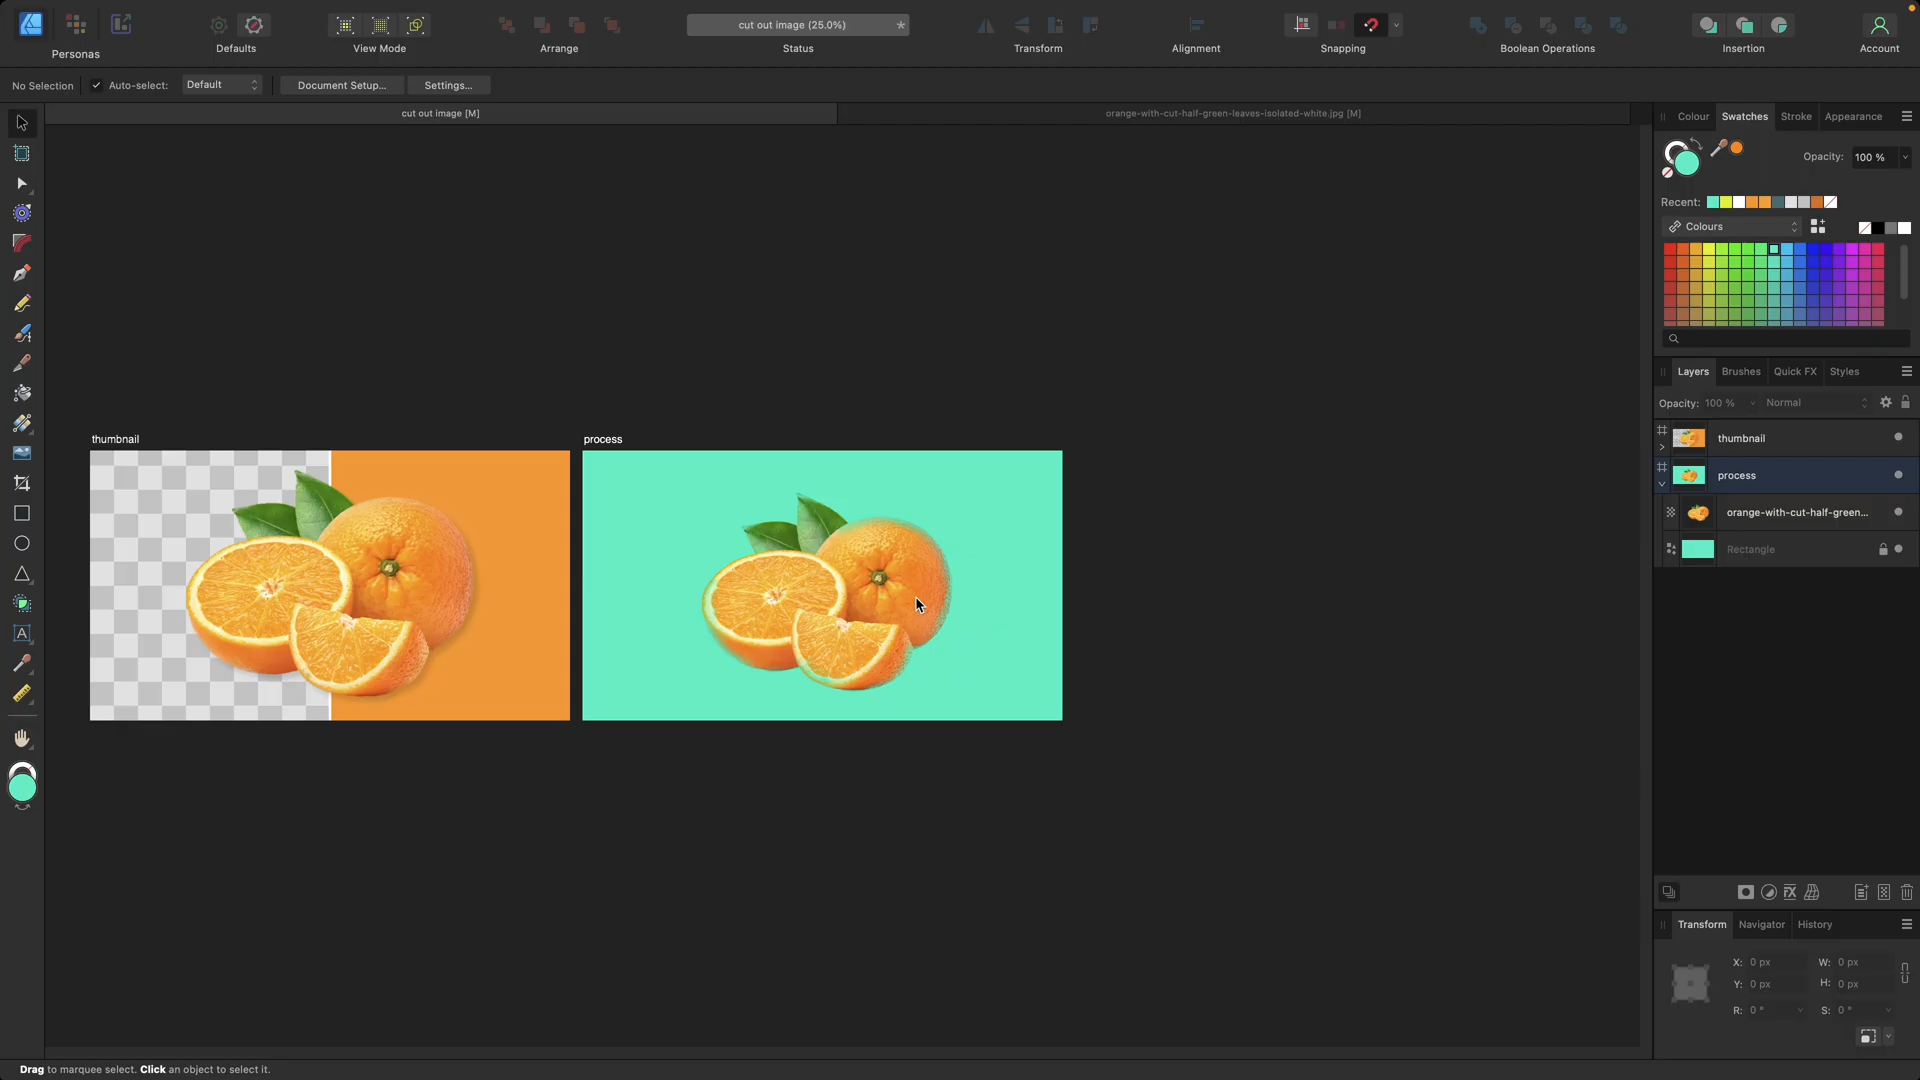 Personas
Defaults
View Mode
Arrange
cut out image (25.0%) *
Status
Transform
Alignment
Snapping
Boolean Operations
Insertion
Account
No Selection
Auto-select:
Default
Document Setup...
Settings...
cut out image [M]
orange-with-cut-half-green-leaves-isolated-white.jpg [M]
Colour
Swatches
Stroke
Appearance
Opacity:
100 %
Recent:
Colours
Layers
Brushes
Quick FX
Styles
Opacity:
100 %
Normal
thumbnail
process
thumbnail
process
orange-with-cut-half-green...
Rectangle
A
FX
Transform
Navigator
History
X: 0 px
W: 0 px
Y: 0 px
H: 0 px
R: 0 °
S: 0 °
Drag to marquee select. Click an object to select it.